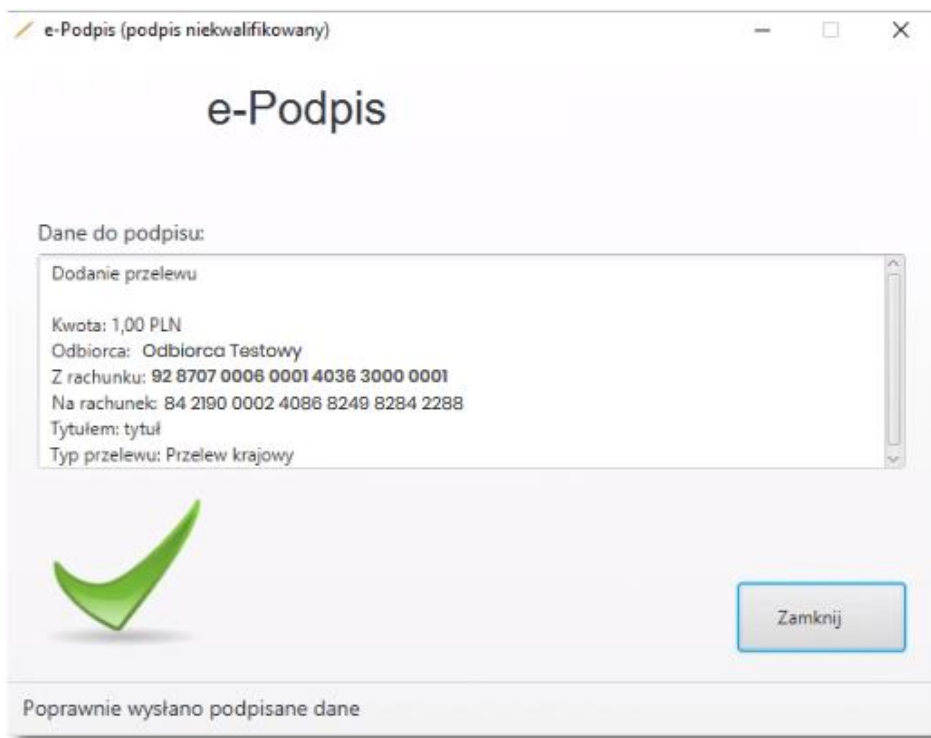 e-Podpis (podpis niekwalifikowany)
e-Podpis
Dane do podpisu:
Dodanie przelewu
Kwota: 1,00 PLN
Odbiorca: Odbiorca Testowy
Z rachunku: 92 8707 0006 0001 4036 3000 0001
Na rachunek: 84 2190 0002 4086 8249 8284 2288
Tytułem: tytuł
Typ przelewu: Przelew krajowy
Zamknij
Poprawnie wysłano podpisane dane